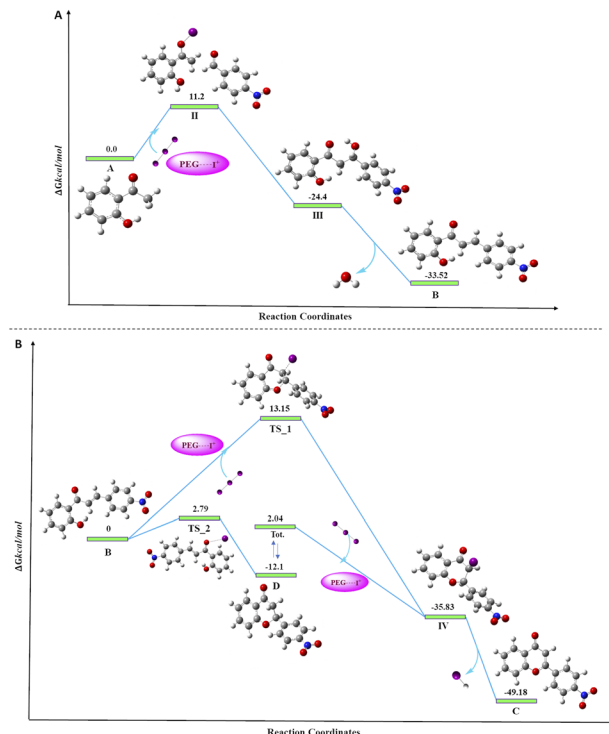 A
11.2
II
0.0
A
PEG----I⁺
ΔGkcal/mol
-24.4
III
-33.52
B
Reaction Coordinates
B
13.15
TS_1
PEG----I⁺
2.79
TS_2
2.04
Tot.
0
B
ΔGkcal/mol
-12.1
D
PEG----I⁺
-35.83
IV
-49.18
C
Reaction Coordinates